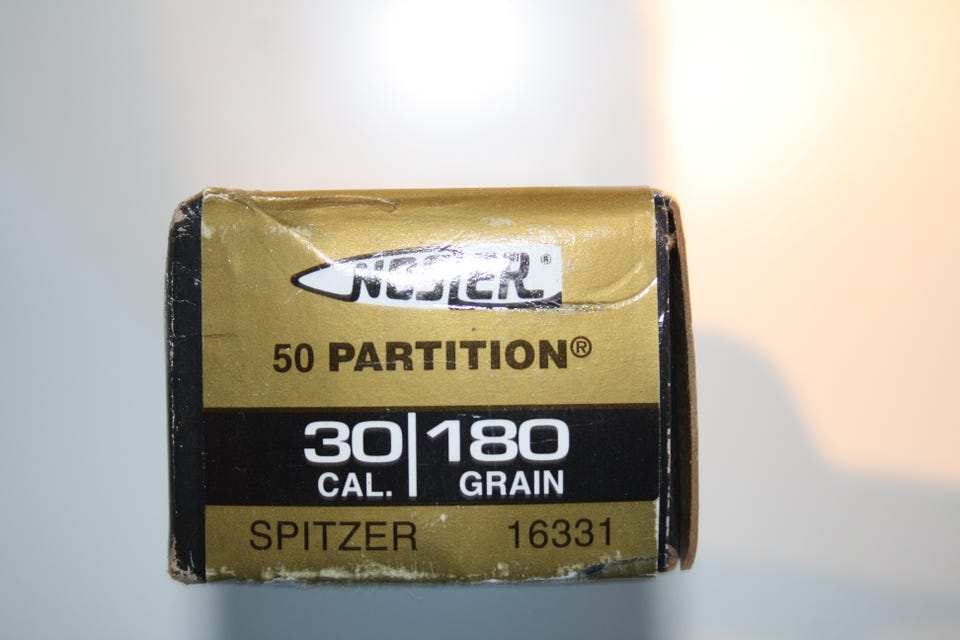 NOSLER®
50 PARTITION®
30 | 180
CAL. GRAIN
SPITZER 16331